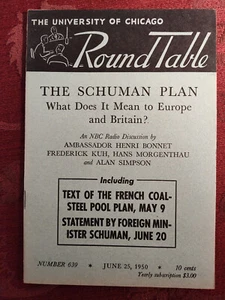 THE UNIVERSITY OF CHICAGO
Round Table
THE SCHUMAN PLAN
What Does It Mean to Europe
and Britain?
An NBC Radio Discussion by
AMBASSADOR HENRI BONNET
FREDERICK KUH, HANS MORGENTHAU
and ALAN SIMPSON
Including
TEXT OF THE FRENCH COAL-
STEEL POOL PLAN, MAY 9
STATEMENT BY FOREIGN MIN-
ISTER SCHUMAN, JUNE 20
NUMBER 639 * JUNE 25, 1950 * 10 cents
Yearly subscription $3.00